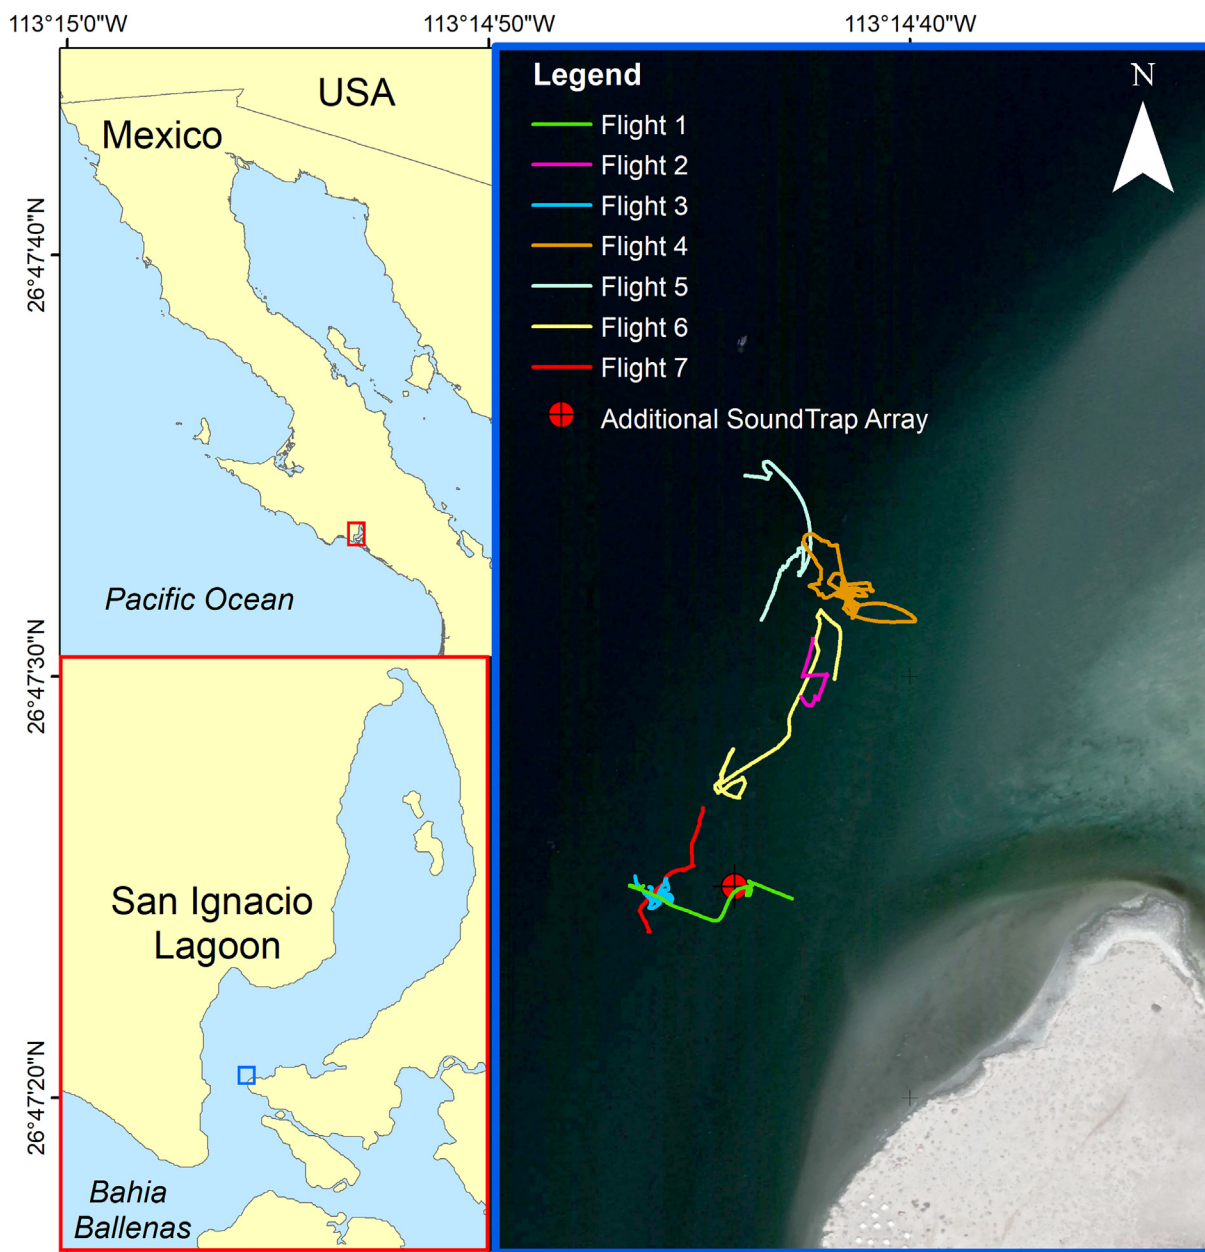 113°15'0"W
113°14'50"W
113°14'40"W
26°47'40"N
26°47'30"N
26°47'20"N
USA
Mexico
Pacific Ocean
San Ignacio
Lagoon
Bahia
Ballenas
Legend
Flight 1
Flight 2
Flight 3
Flight 4
Flight 5
Flight 6
Flight 7
Additional SoundTrap Array
N